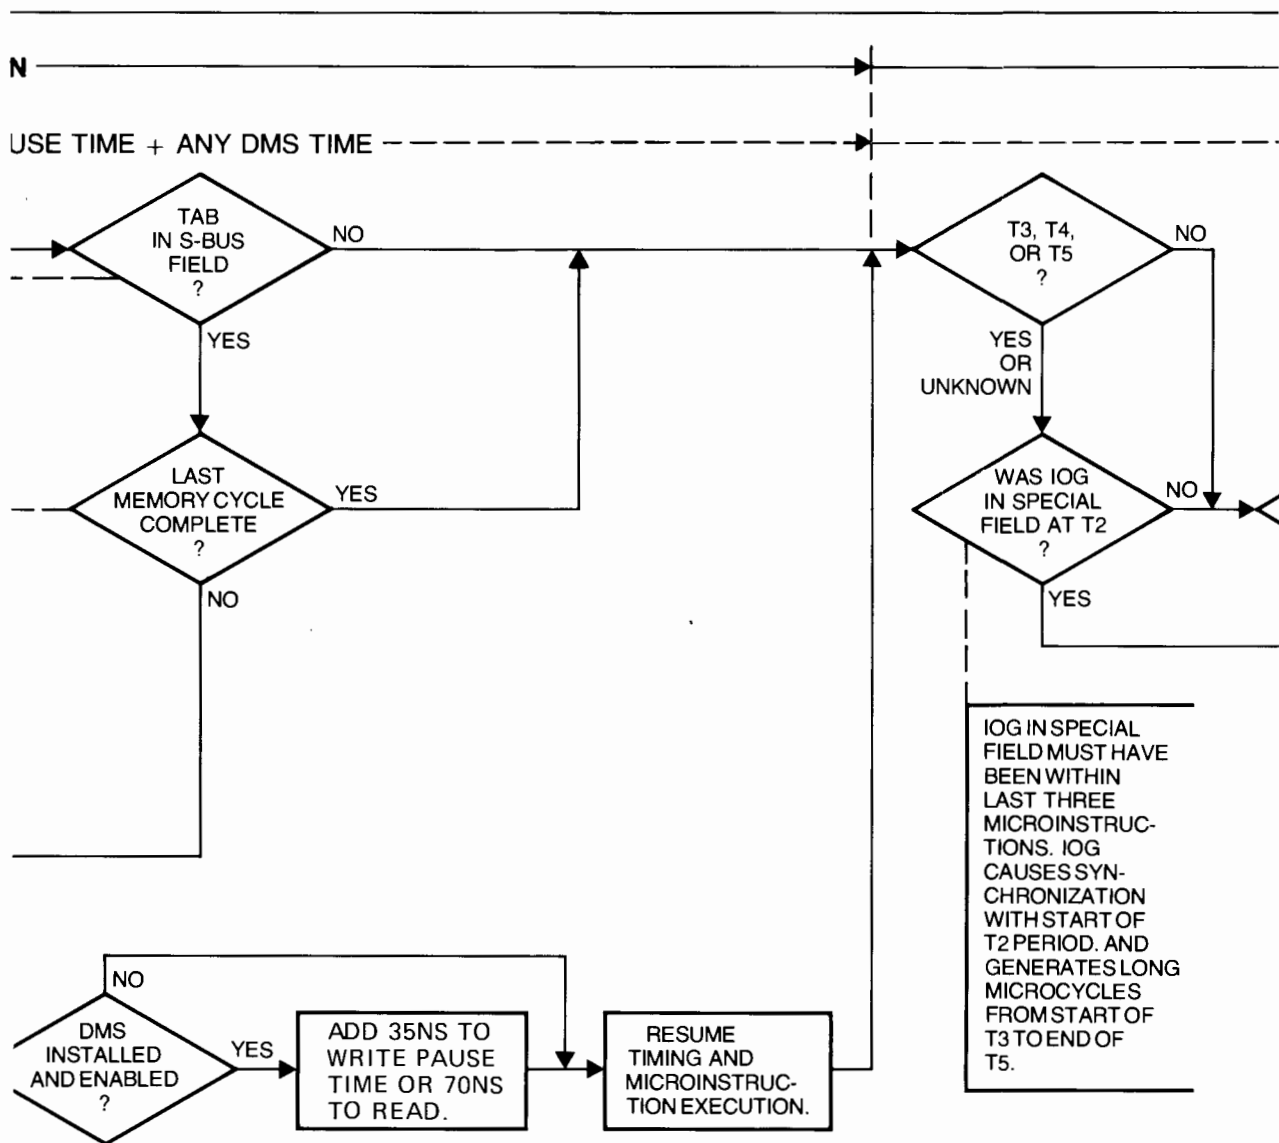 N
USE TIME + ANY DMS TIME
TAB
IN S-BUS
FIELD
?
NO
YES
LAST
MEMORY CYCLE
COMPLETE
?
YES
NO
T3, T4,
OR T5
?
NO
YES
OR
UNKNOWN
WAS IOG
IN SPECIAL
FIELD AT T2
?
NO
YES
IOG IN SPECIAL
FIELD MUST HAVE
BEEN WITHIN
LAST THREE
MICROINSTRUC-
TIONS. IOG
CAUSES SYN-
CHRONIZATION
WITH START OF
T2 PERIOD. AND
GENERATES LONG
MICROCYCLES
FROM START OF
T3 TO END OF
T5.
NO
DMS
INSTALLED
AND ENABLED
?
YES
ADD 35NS TO
WRITE PAUSE
TIME OR 70NS
TO READ.
RESUME
TIMING AND
MICROINSTRUC-
TION EXECUTION.